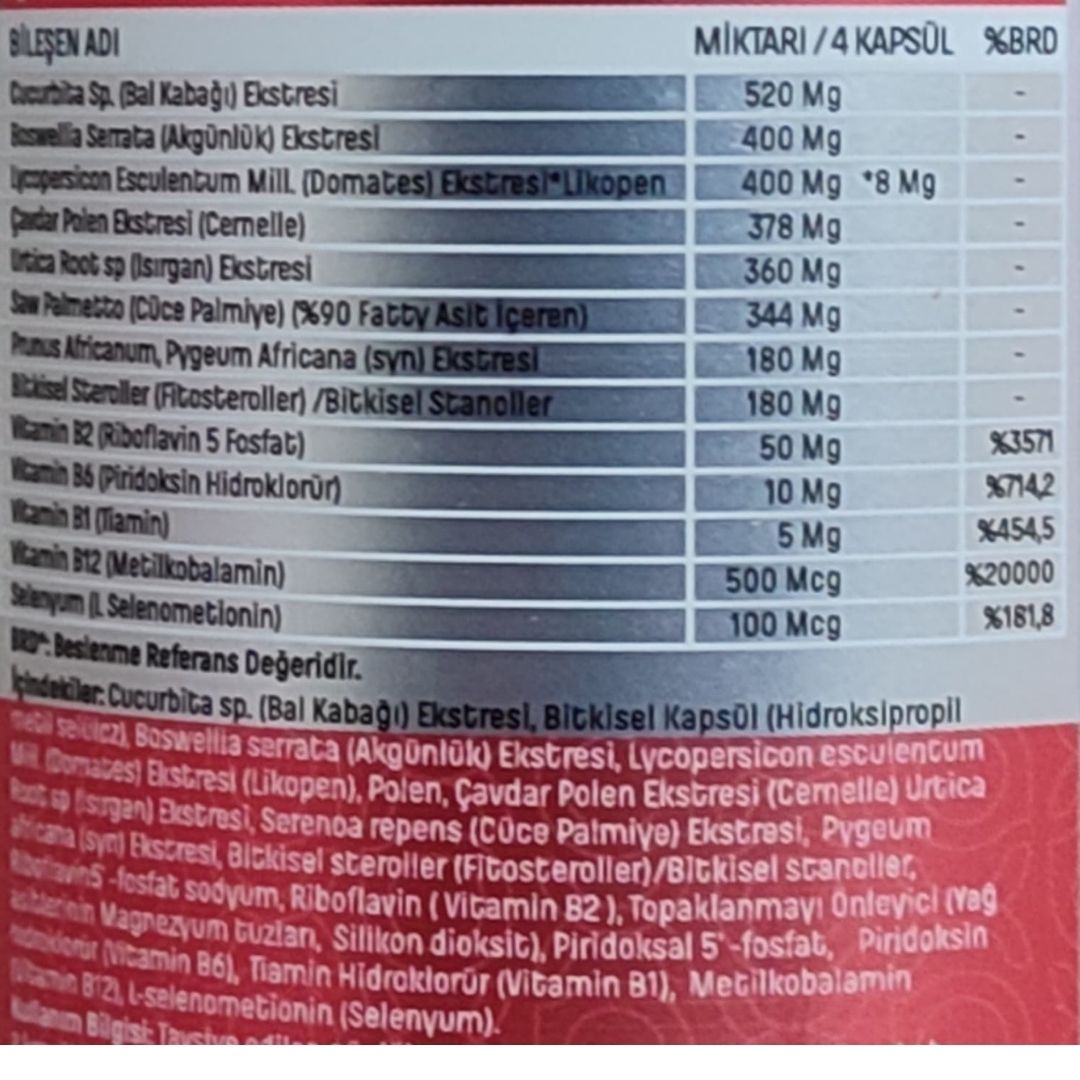 BİLEŞEN ADI MİKTARI / 4 KAPSÜL %BRD
Cucurbita Sp. (Bal Kabağı) Ekstresi 520 Mg -
Boswellia Serrata (Akgünlük) Ekstresi 400 Mg -
Lycopersicon Esculentum Mill. (Domates) Ekstresi*Likopen 400 Mg *8 Mg -
Çavdar Polen Ekstresi (Cernelle) 378 Mg -
Urtica Root sp (Isırgan) Ekstresi 360 Mg -
Saw Palmetto (Cüce Palmiye) (%90 Fatty Asit İçeren) 344 Mg -
Prunus Africanum, Pygeum Africana (syn) Ekstresi 180 Mg -
Bitkisel Steroller (Fitosteroller) /Bitkisel Stanoller 180 Mg -
Vitamin B2 (Riboflavin 5 Fosfat) 50 Mg %3571
Vitamin B6 (Piridoksin Hidroklorür) 10 Mg %714,2
Vitamin B1 (Tiamin) 5 Mg %454,5
Vitamin B12 (Metilkobalamin) 500 Mcg %20000
Selenyum (L Selenometionin) 100 Mcg %181,8
BRD*: Beslenme Referans Değeridir.
İçindekiler: Cucurbita sp. (Bal Kabağı) Ekstresi, Bitkisel Kapsül (Hidroksipropil
metil selüloz), Boswellia serrata (Akgünlük) Ekstresi, Lycopersicon esculentum
Mill. (Domates) Ekstresi (Likopen), Polen, Çavdar Polen Ekstresi (Cernelle) Urtica
Root sp (Isırgan) Ekstresi, Serenoa repens (Cüce Palmiye) Ekstresi, Pygeum
africana (syn) Ekstresi, Bitkisel steroller (Fitosteroller)/Bitkisel stanoller,
Riboflavin5'-fosfat sodyum, Riboflavin (Vitamin B2), Topaklanmayı Önleyici (Yağ
asitlerinin Magnezyum tuzları, Silikon dioksit), Piridoksal 5'-fosfat, Piridoksin
hidroklorür (Vitamin B6), Tiamin Hidroklorür (Vitamin B1), Metilkobalamin
(Vitamin B12), L-selenometionin (Selenyum).
Kullanım Bilgisi: Tavsiye edilen